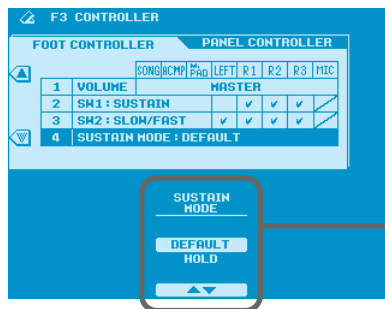 F3 CONTROLLER
FOOT CONTROLLER PANEL CONTROLLER
SONG ACMP M.PAD LEFT R1 R2 R3 MIC
1 VOLUME MASTER
2 SW1:SUSTAIN
3 SW2:SLOW/FAST
4 SUSTAIN MODE:DEFAULT
SUSTAIN
MODE
DEFAULT
HOLD